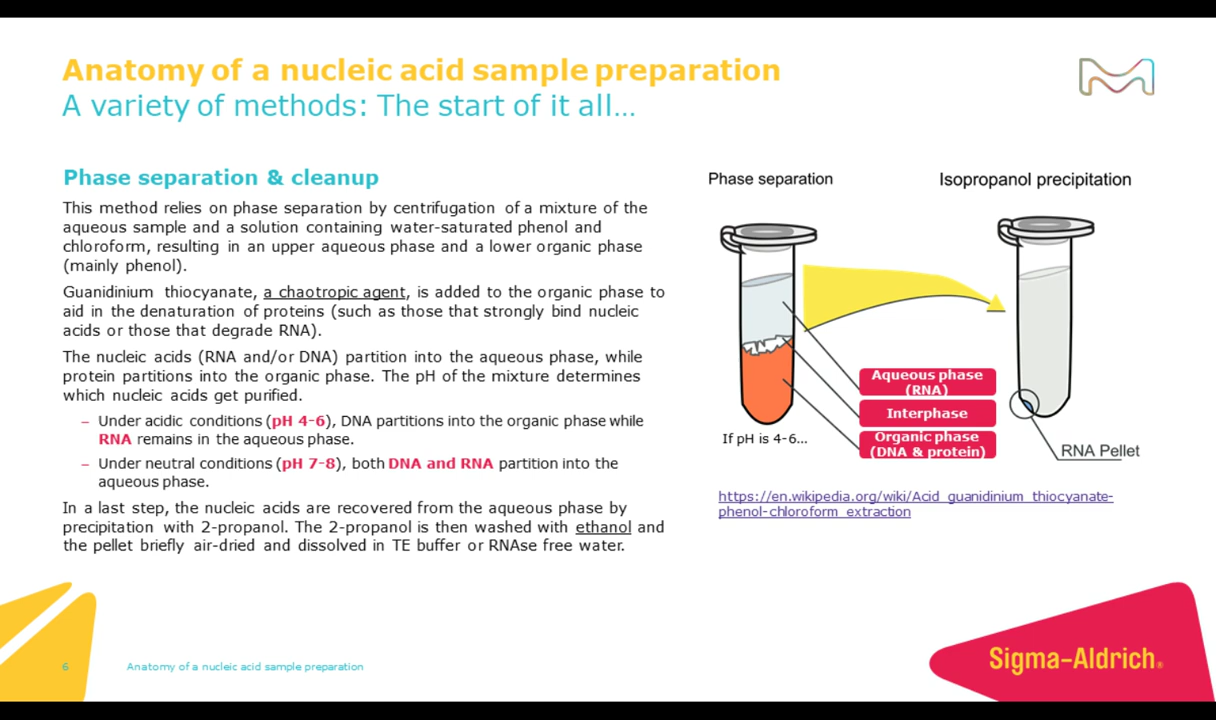 Anatomy of a nucleic acid sample preparation
A variety of methods: The start of it all...
Phase separation & cleanup
This method relies on phase separation by centrifugation of a mixture of the
aqueous sample and a solution containing water-saturated phenol and
chloroform, resulting in an upper aqueous phase and a lower organic phase
(mainly phenol).
Guanidinium thiocyanate, a chaotropic agent, is added to the organic phase to
aid in the denaturation of proteins (such as those that strongly bind nucleic
acids or those that degrade RNA).
The nucleic acids (RNA and/or DNA) partition into the aqueous phase, while
protein partitions into the organic phase. The pH of the mixture determines
which nucleic acids get purified.
– Under acidic conditions (pH 4-6), DNA partitions into the organic phase while
RNA remains in the aqueous phase.
– Under neutral conditions (pH 7-8), both DNA and RNA partition into the
aqueous phase.
In a last step, the nucleic acids are recovered from the aqueous phase by
precipitation with 2-propanol. The 2-propanol is then washed with ethanol and
the pellet briefly air-dried and dissolved in TE buffer or RNAse free water.
Phase separation
Isopropanol precipitation
Aqueous phase
(RNA)
Interphase
Organic phase
(DNA & protein)
If pH is 4-6...
RNA Pellet
https://en.wikipedia.org/wiki/Acid_guanidinium_thiocyanate-
phenol-chloroform_extraction
6
Anatomy of a nucleic acid sample preparation
Sigma-Aldrich®